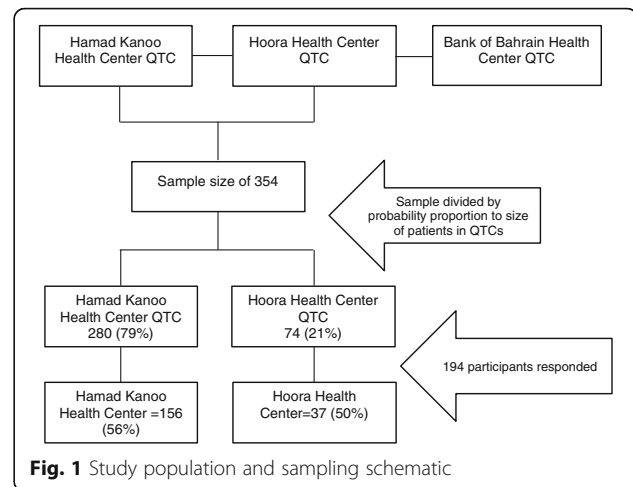 Hamad Kanoo
Health Center QTC
Hoora Health Center
QTC
Bank of Bahrain Health
Center QTC
Sample size of 354
Sample divided by
probability proportion to size
of patients in QTCs
Hamad Kanoo
Health Center QTC
280 (79%)
Hoora Health Center
QTC
74 (21%)
194 participants responded
Hamad Kanoo
Health Center =156
(56%)
Hoora Health
Center=37 (50%)
Fig. 1 Study population and sampling schematic